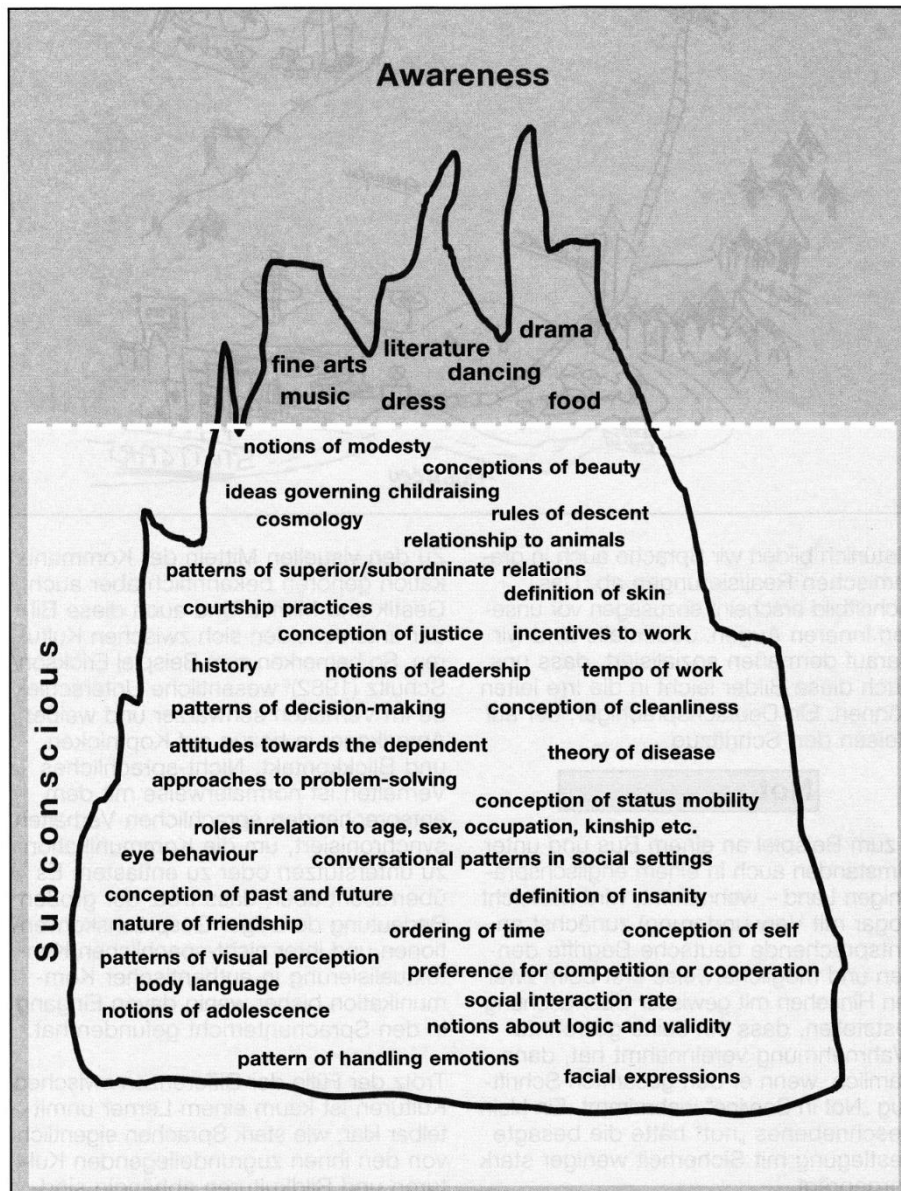 Awareness
drama
literature
fine arts
dancing
music
dress
food
notions of modesty
conceptions of beauty
ideas governing childraising
cosmology
rules of descent
relationship to animals
patterns of superior/subordninate relations
definition of skin
courtship practices
conception of justice
incentives to work
history
notions in leadership
tempo of work
patterns of decision-making
conception of cleanliness
attitudes towards the dependent
theory of disease
approaches to problem-solving
conception of status mobility
roles inrelation to age, sex, occupation, kinship etc.
eye behaviour
conversational patterns in social settings
conception of past and future
definition of insanity
nature of friendship
ordering of time
conception of self
patterns of visual perception
preference for competition or cooperation
body language
social interaction rate
notions of adolescence
notions about logic and validity
pattern of handling emotions
facial expressions
Subconscious